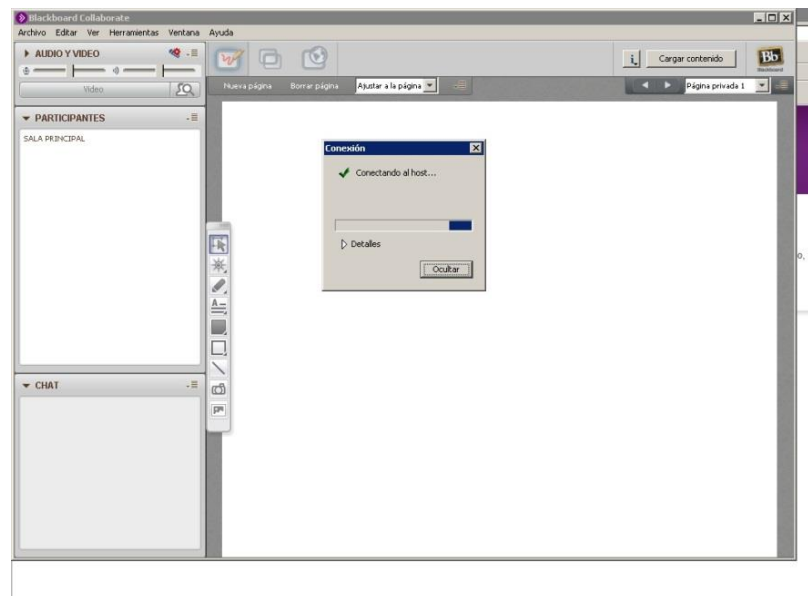 Blackboard Collaborate
Archivo Editar Ver Herramientas Ventana Ayuda
AUDIO Y VIDEO
Video
PARTICIPANTES
SALA PRINCIPAL
CHAT
Cargar contenido
Bb
Nueva página Borrar página Ajustar a la página
Página privada 1
Conexión
Conectando al host...
Detalles
Ocultar
o,